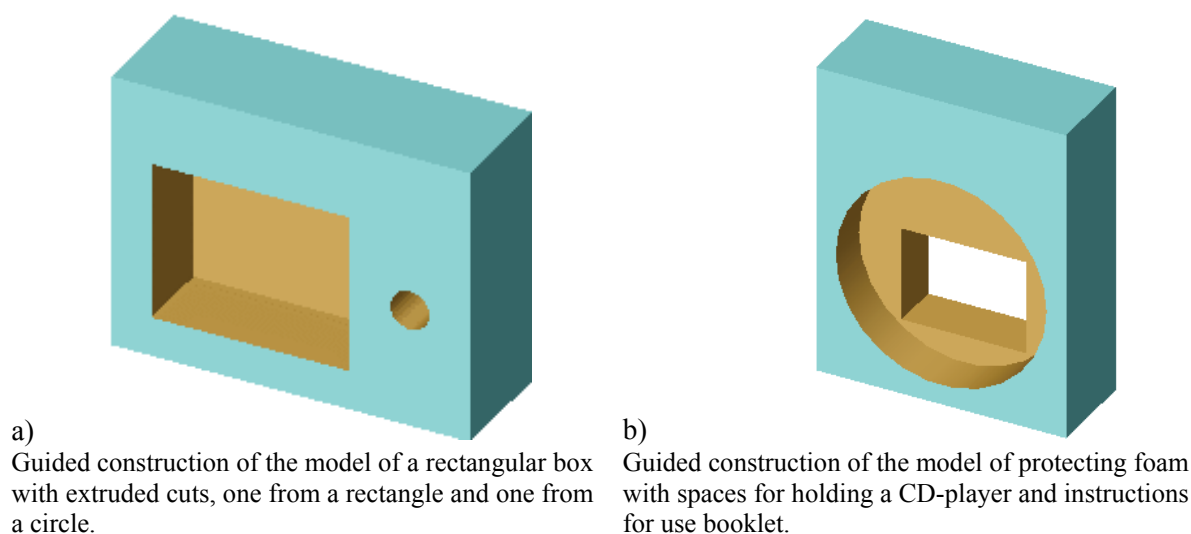 a)
Guided construction of the model of a rectangular box
with extruded cuts, one from a rectangle and one from
a circle.
b)
Guided construction of the model of protecting foam
with spaces for holding a CD-player and instructions
for use booklet.